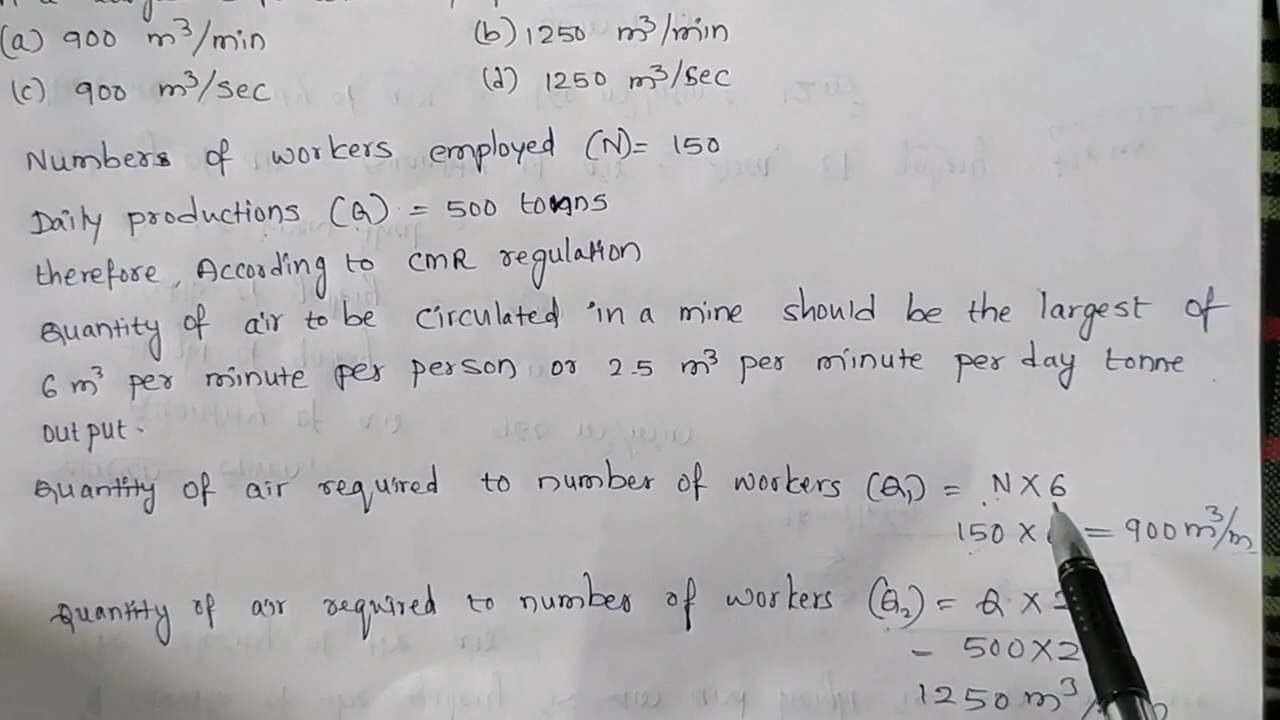 (a) 900 m³/min (b) 1250 m³/min
(c) 900 m³/sec (d) 1250 m³/sec
Numbers of workers employed (N)= 150
Daily productions (Q) = 500 tonns
therefore, According to CMR regulation
Quantity of air to be circulated in a mine should be the largest of
6 m³ per minute per person or 2.5 m³ per minute per day tonne
output.
Quantity of air required to number of workers (Q₁) = N×6
150 × = 900 m³/m
Quantity of air required to number of workers (Q₂) = Q ×
- 500×2
1250 m³/